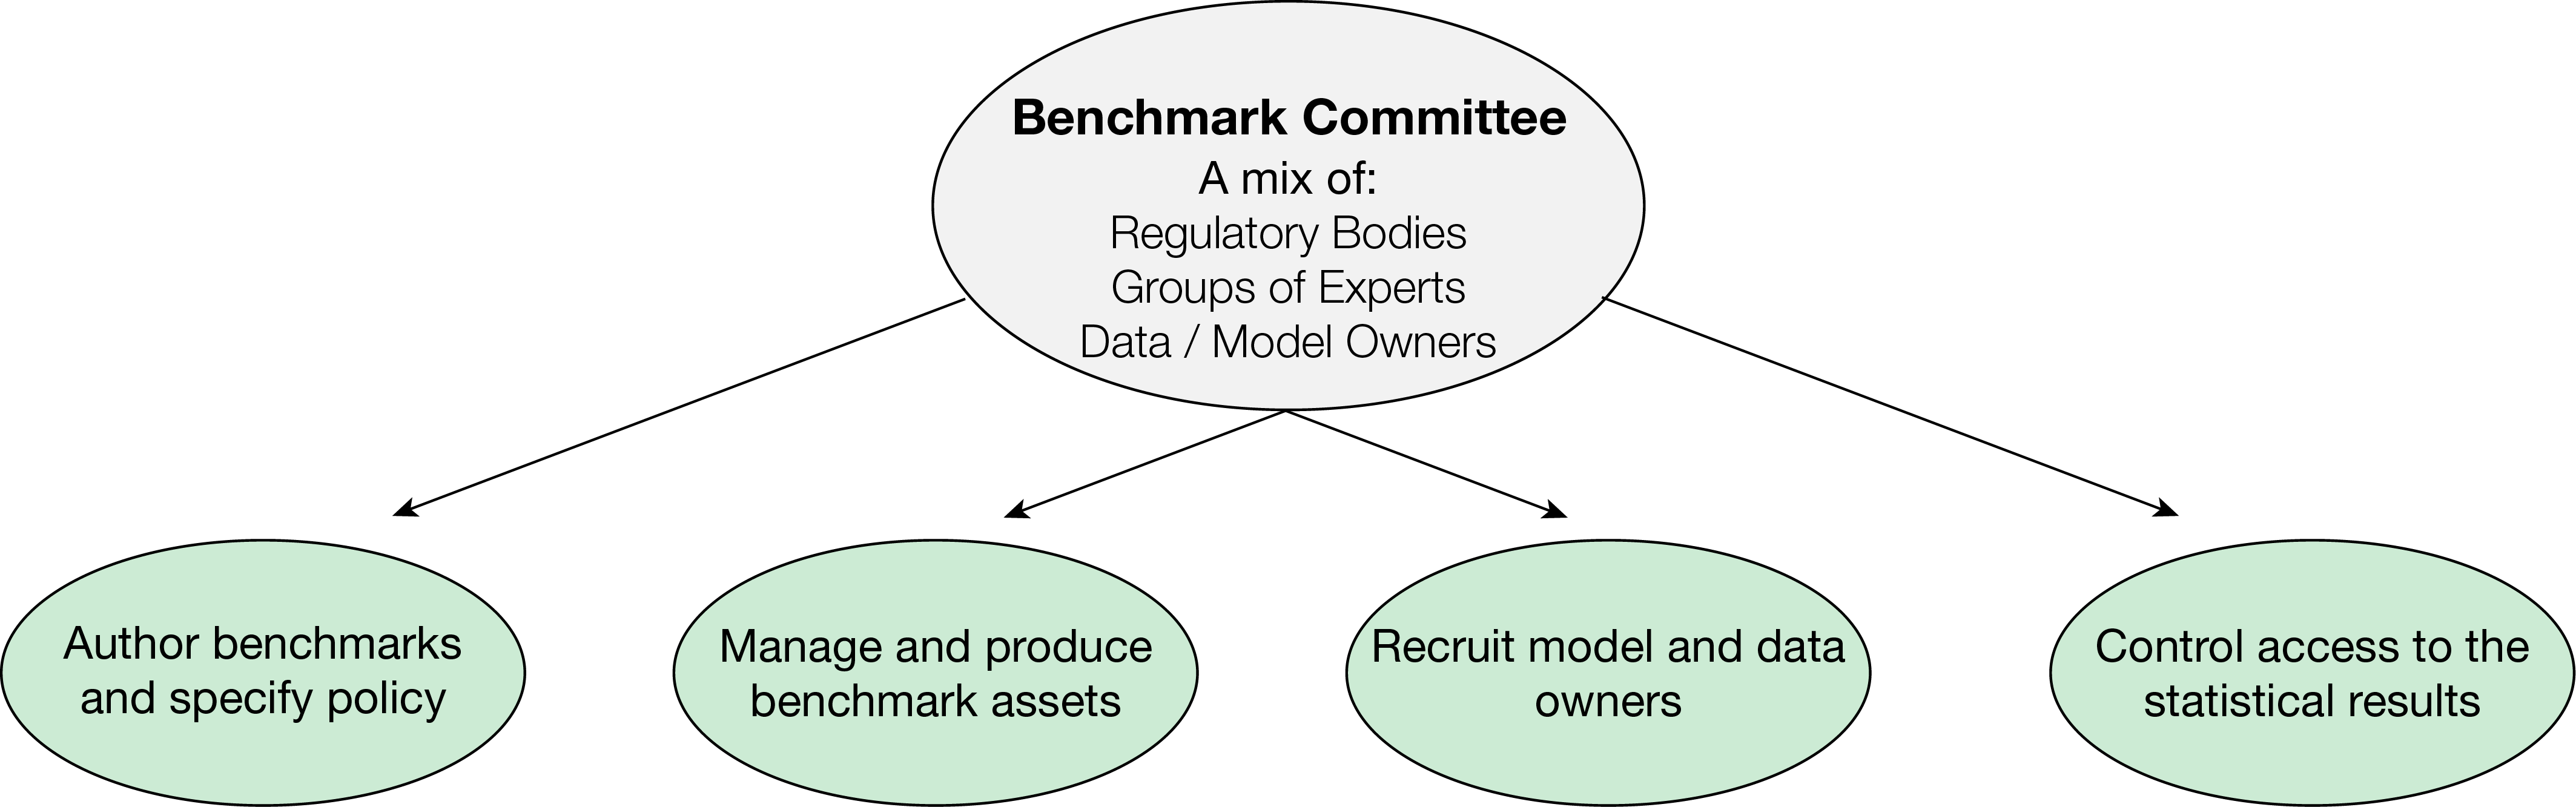 Benchmark Committee
A mix of:
Regulatory Bodies
Groups of Experts
Data / Model Owners
Author benchmarks
and specify policy
Manage and produce
benchmark assets
Recruit model and data
owners
Control access to the
statistical results